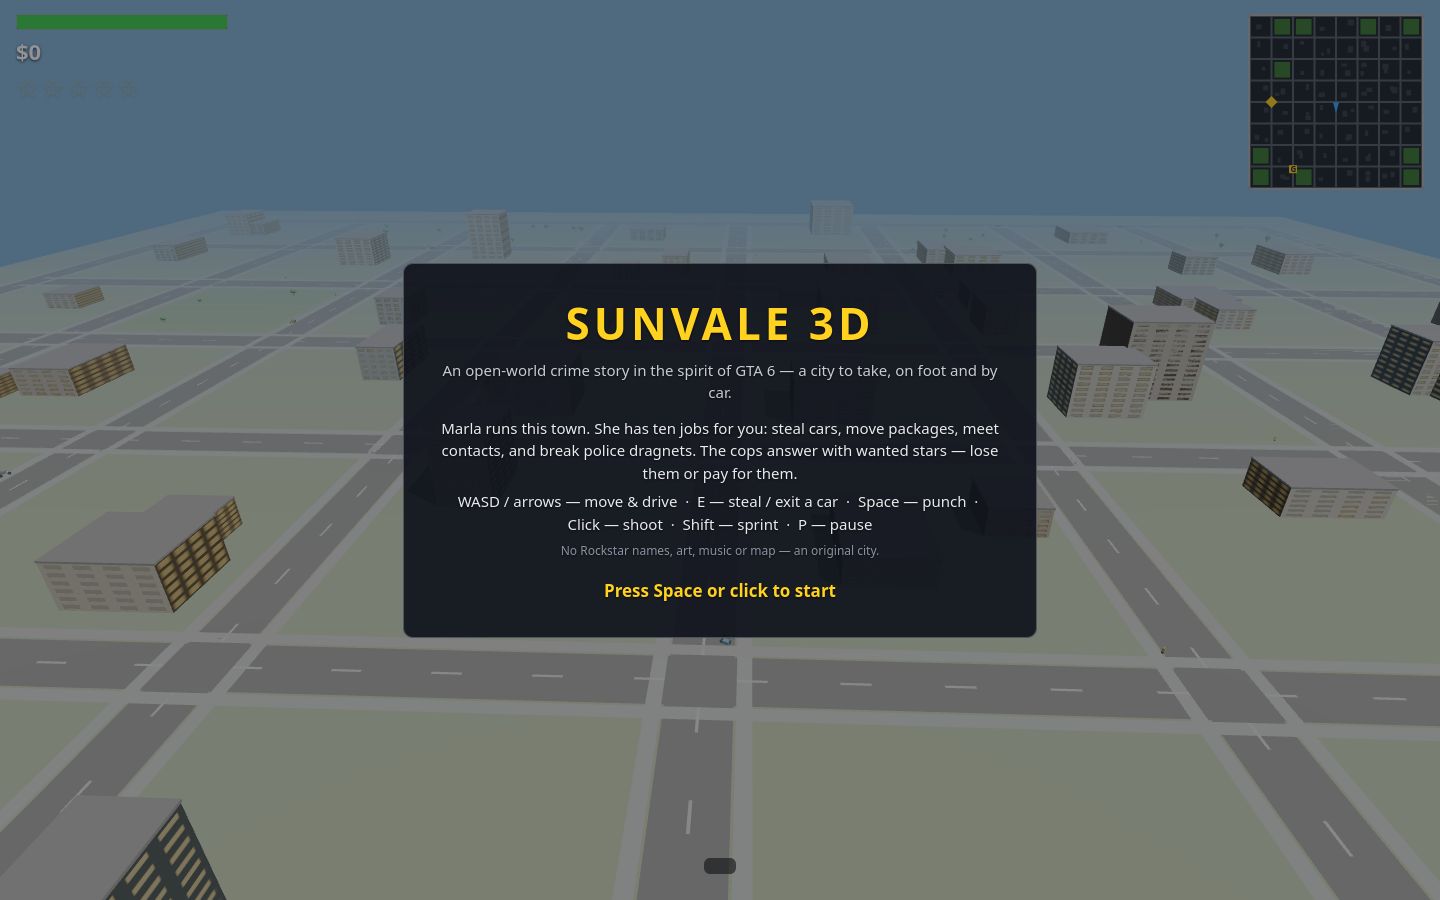 $0
SUNVALE 3D
An open-world crime story in the spirit of GTA 6 — a city to take, on foot and by
car.
Marla runs this town. She has ten jobs for you: steal cars, move packages, meet
contacts, and break police dragnets. The cops answer with wanted stars — lose
them or pay for them.
WASD / arrows — move & drive · E — steal / exit a car · Space — punch ·
Click — shoot · Shift — sprint · P — pause
No Rockstar names, art, music or map — an original city.
Press Space or click to start